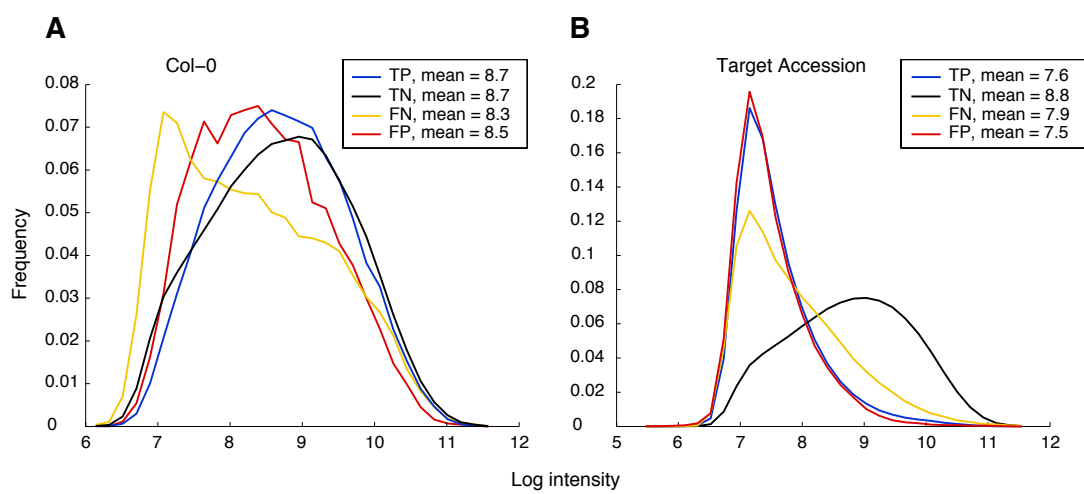 A
B
Col−0
Target Accession
TP, mean = 8.7
TN, mean = 8.7
FN, mean = 8.3
FP, mean = 8.5
TP, mean = 7.6
TN, mean = 8.8
FN, mean = 7.9
FP, mean = 7.5
Frequency
0.08
0.07
0.06
0.05
0.04
0.03
0.02
0.01
0
6 7 8 9 10 11 12
0.2
0.18
0.16
0.14
0.12
0.1
0.08
0.06
0.04
0.02
0
5 6 7 8 9 10 11 12
Log intensity